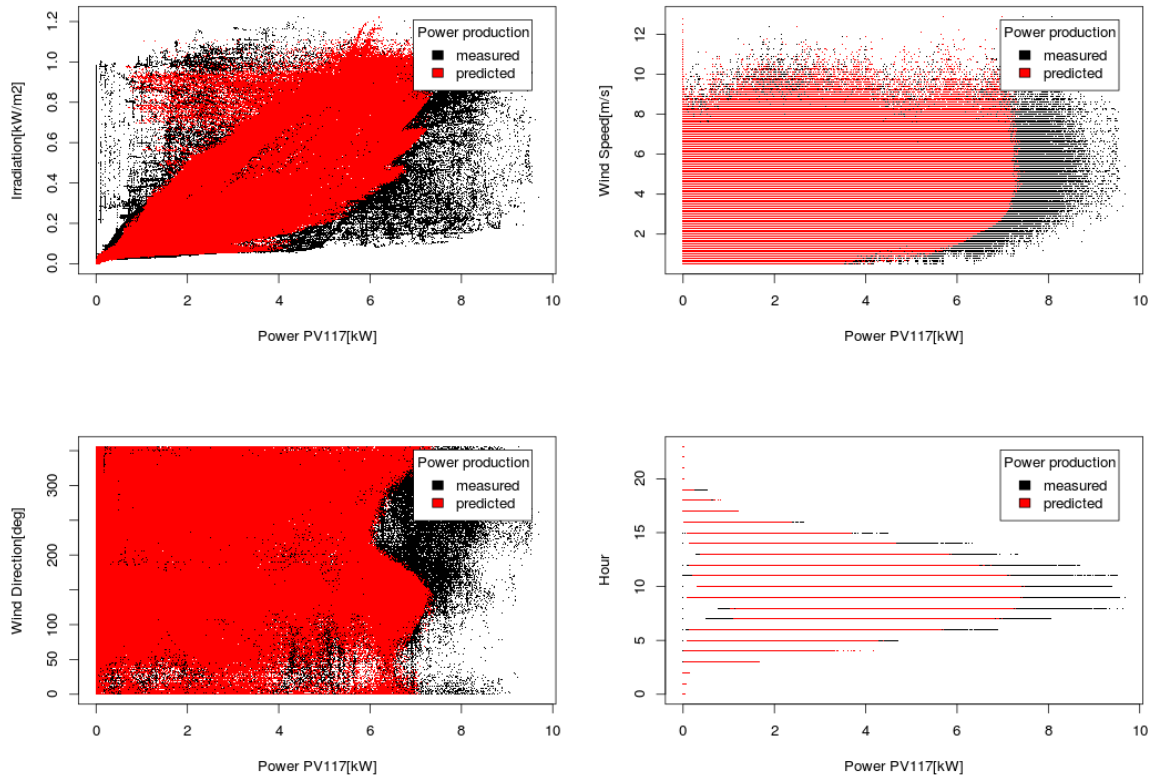 Irradiation[kW/m2]
0.0 0.2 0.4 0.6 0.8 1.0 1.2
Power production
measured
predicted
0 2 4 6 8 10
Power PV117[kW]
Wind Speed[m/s]
2 4 6 8 10 12
Power production
measured
predicted
0 2 4 6 8 10
Power PV117[kW]
Wind Direction[deg]
0 50 100 200 300
Power production
measured
predicted
0 2 4 6 8 10
Power PV117[kW]
Hour
0 5 10 15 20
Power production
measured
predicted
0 2 4 6 8 10
Power PV117[kW]